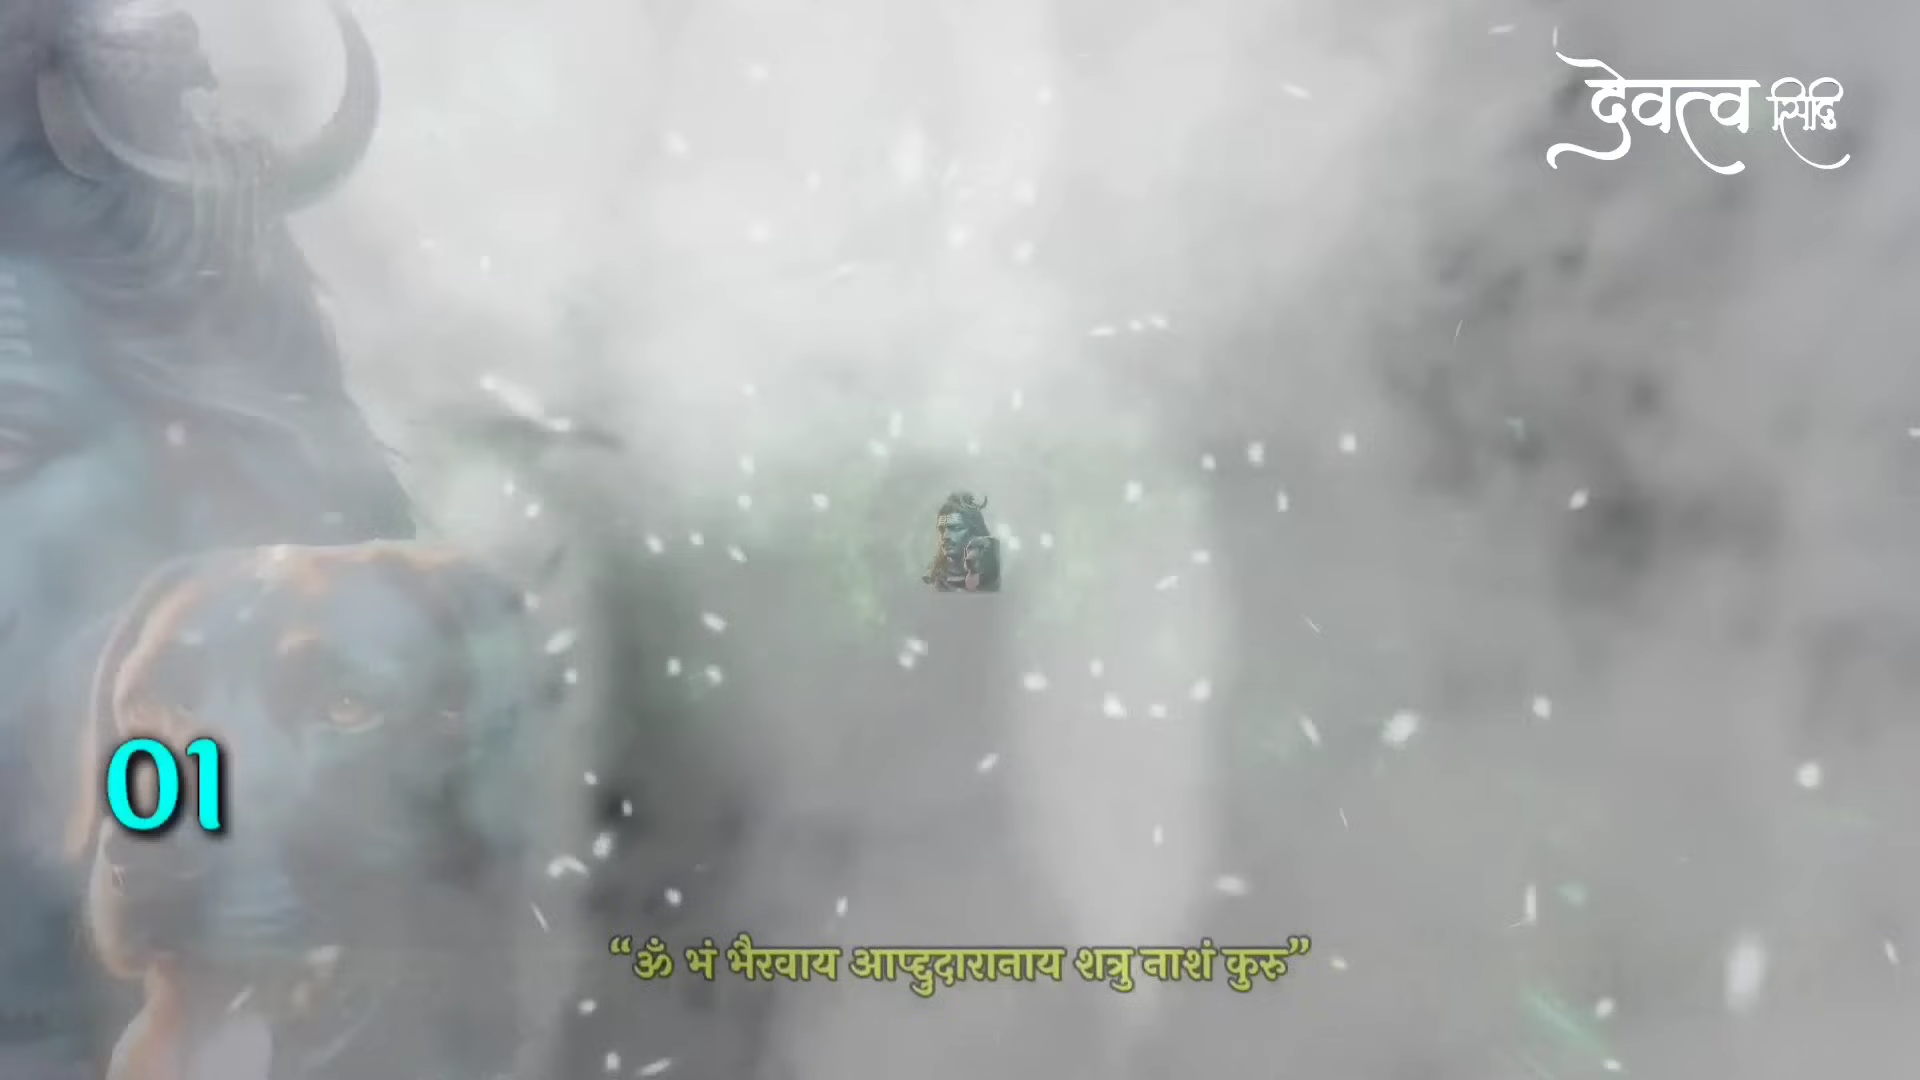 देवत्व सिद्धि
01
“ॐ भं भैरवाय आप्द्दुदारानाय शत्रु नाशं कुरु”